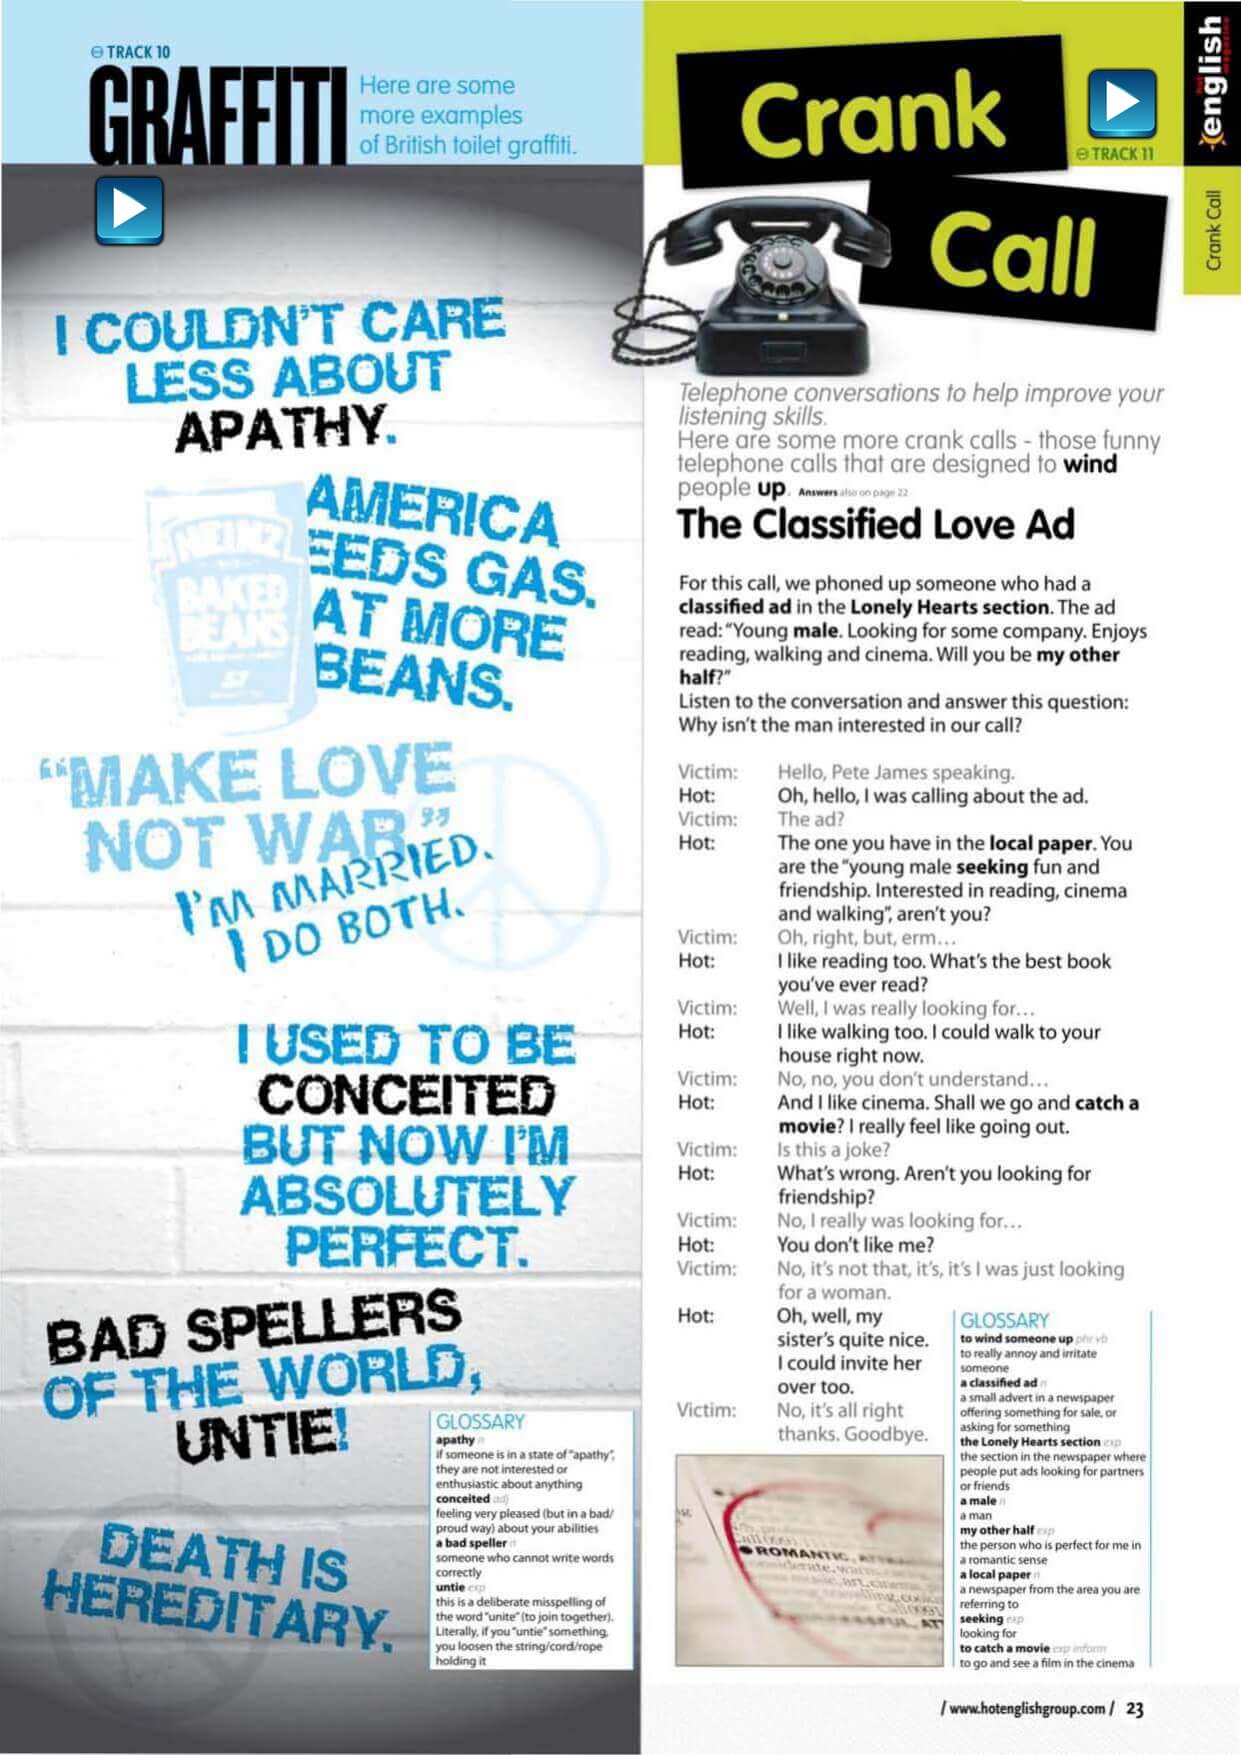 TRACK 10
GRAFFITI
Here are some
more examples
of British toilet graffiti.
I COULDN'T CARE
LESS ABOUT
APATHY.
HEINZ
BAKED
BEANS
57
AMERICA
EEDS GAS.
AT MORE
BEANS.
“MAKE LOVE
NOT WAR”
I'M MARRIED.
I DO BOTH.
I USED TO BE
CONCEITED
BUT NOW I'M
ABSOLUTELY
PERFECT.
BAD SPELLERS
OF THE WORLD,
UNTIE!
DEATH IS
HEREDITARY.
GLOSSARY
apathy n
if someone is in a state of “apathy”,
they are not interested or
enthusiastic about anything
conceited adj
feeling very pleased (but in a bad/
proud way) about your abilities
a bad speller n
someone who cannot write words
correctly
untie exp
this is a deliberate misspelling of
the word “unite” (to join together).
Literally, if you “untie” something,
you loosen the string/cord/rope
holding it
Crank
Call
TRACK 11
hot english magazine
Crank Call
Telephone conversations to help improve your
listening skills.
Here are some more crank calls - those funny
telephone calls that are designed to wind
people up. Answers also on page 22
The Classified Love Ad
For this call, we phoned up someone who had a
classified ad in the Lonely Hearts section. The ad
read: “Young male. Looking for some company. Enjoys
reading, walking and cinema. Will you be my other
half?”
Listen to the conversation and answer this question:
Why isn't the man interested in our call?
Victim: Hello, Pete James speaking.
Hot: Oh, hello, I was calling about the ad.
Victim: The ad?
Hot: The one you have in the local paper. You
are the “young male seeking fun and
friendship. Interested in reading, cinema
and walking”, aren't you?
Victim: Oh, right, but, erm…
Hot: I like reading too. What's the best book
you've ever read?
Victim: Well, I was really looking for…
Hot: I like walking too. I could walk to your
house right now.
Victim: No, no, you don't understand…
Hot: And I like cinema. Shall we go and catch a
movie? I really feel like going out.
Victim: Is this a joke?
Hot: What's wrong. Aren't you looking for
friendship?
Victim: No, I really was looking for…
Hot: You don't like me?
Victim: No, it's not that, it's, it's I was just looking
for a woman.
Hot: Oh, well, my
sister's quite nice.
I could invite her
over too.
Victim: No, it's all right
thanks. Goodbye.
ROMANTIC,
GLOSSARY
to wind someone up phr vb
to really annoy and irritate
someone
a classified ad n
a small advert in a newspaper
offering something for sale, or
asking for something
the Lonely Hearts section exp
the section in the newspaper where
people put ads looking for partners
or friends
a male n
a man
my other half exp
the person who is perfect for me in
a romantic sense
a local paper n
a newspaper from the area you are
referring to
seeking exp
looking for
to catch a movie exp inform
to go and see a film in the cinema
/ www.hotenglishgroup.com / 23